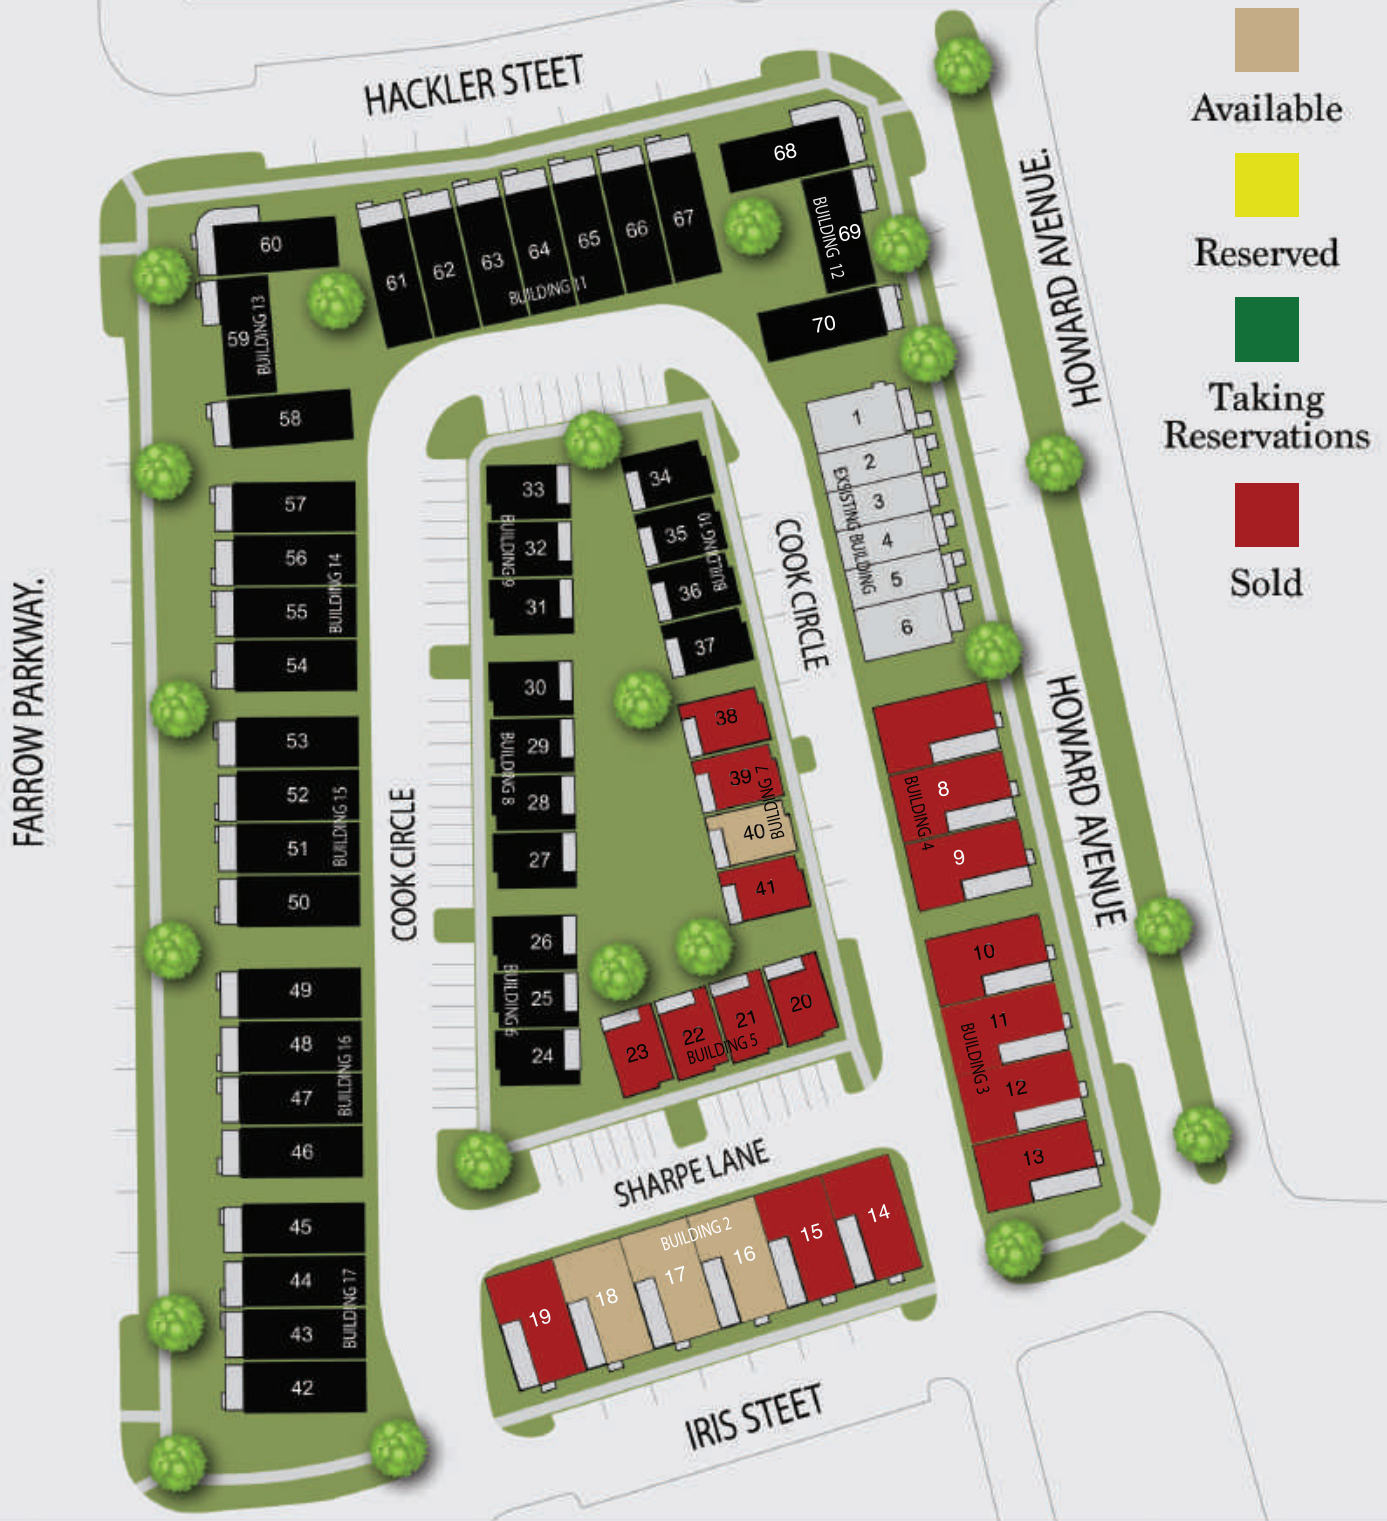 HACKLER STREET
Available
Reserved
Taking
Reservations
Sold
HOWARD AVENUE.
68
69
BUILDING 12
70
60
59
BUILDING 13
58
61
62
63
64
65
66
67
BUILDING 11
1
2
3
4
5
6
EXSISTING BUILDING
57
56
55
54
BUILDING 14
33
32
31
BUILDING 9
34
35
36
37
BUILDING 10
COOK CIRCLE
FARROW PARKWAY.
53
52
51
50
BUILDING 15
COOK CIRCLE
30
29
28
27
BUILDING 8
38
39
40
41
BUILDING 7
8
9
BUILDING 4
HOWARD AVENUE
49
48
47
46
BUILDING 16
26
25
24
BUILDING 6
23
22
21
20
BUILDING 5
10
11
12
13
BUILDING 3
SHARPE LANE
45
44
43
42
BUILDING 17
BUILDING 2
19
18
17
16
15
14
IRIS STEET